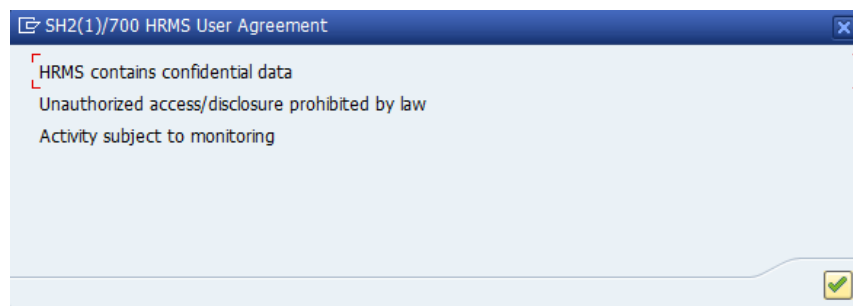 SH2(1)/700 HRMS User Agreement
HRMS contains confidential data
Unauthorized access/disclosure prohibited by law
Activity subject to monitoring